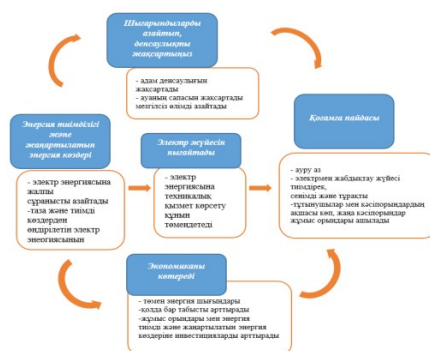 Шығарындыларды
азайтып,
денсаулықты
жақсартыңыз
- адам денсаулығын
жақсартады
- ауаның сапасын жақсартады
мезгілсіз өлімді азайтады
Энергия тиімділігі
және
жаңартылатын
энергия көздері
- электр энергиясына
жалпы
сұранысты азайтады
-таза және тиімді
көздерден
өндірілетін электр
энергиясының
Электр жүйесін
нығайтады
- электр
энергиясына
техникалық
қызмет көрсету
құнын
төмендетеді
Қоғамға пайдасы
- ауру аз
- электрмен жабдықтау жүйесі
тиімдірек,
сенімді және тұрақты
-тұтынушылар мен кәсіпорындардың
ақшасы көп, жаңа кәсіпорындар
жұмыс орындары ашылады
Экономиканы
көтереді
- төмен энергия шығындары
-қолда бар табысты арттырады
-жұмыс орындары мен энергия
тиімді және жаңартылатын энергия
көздеріне инвестицияларды арттырады